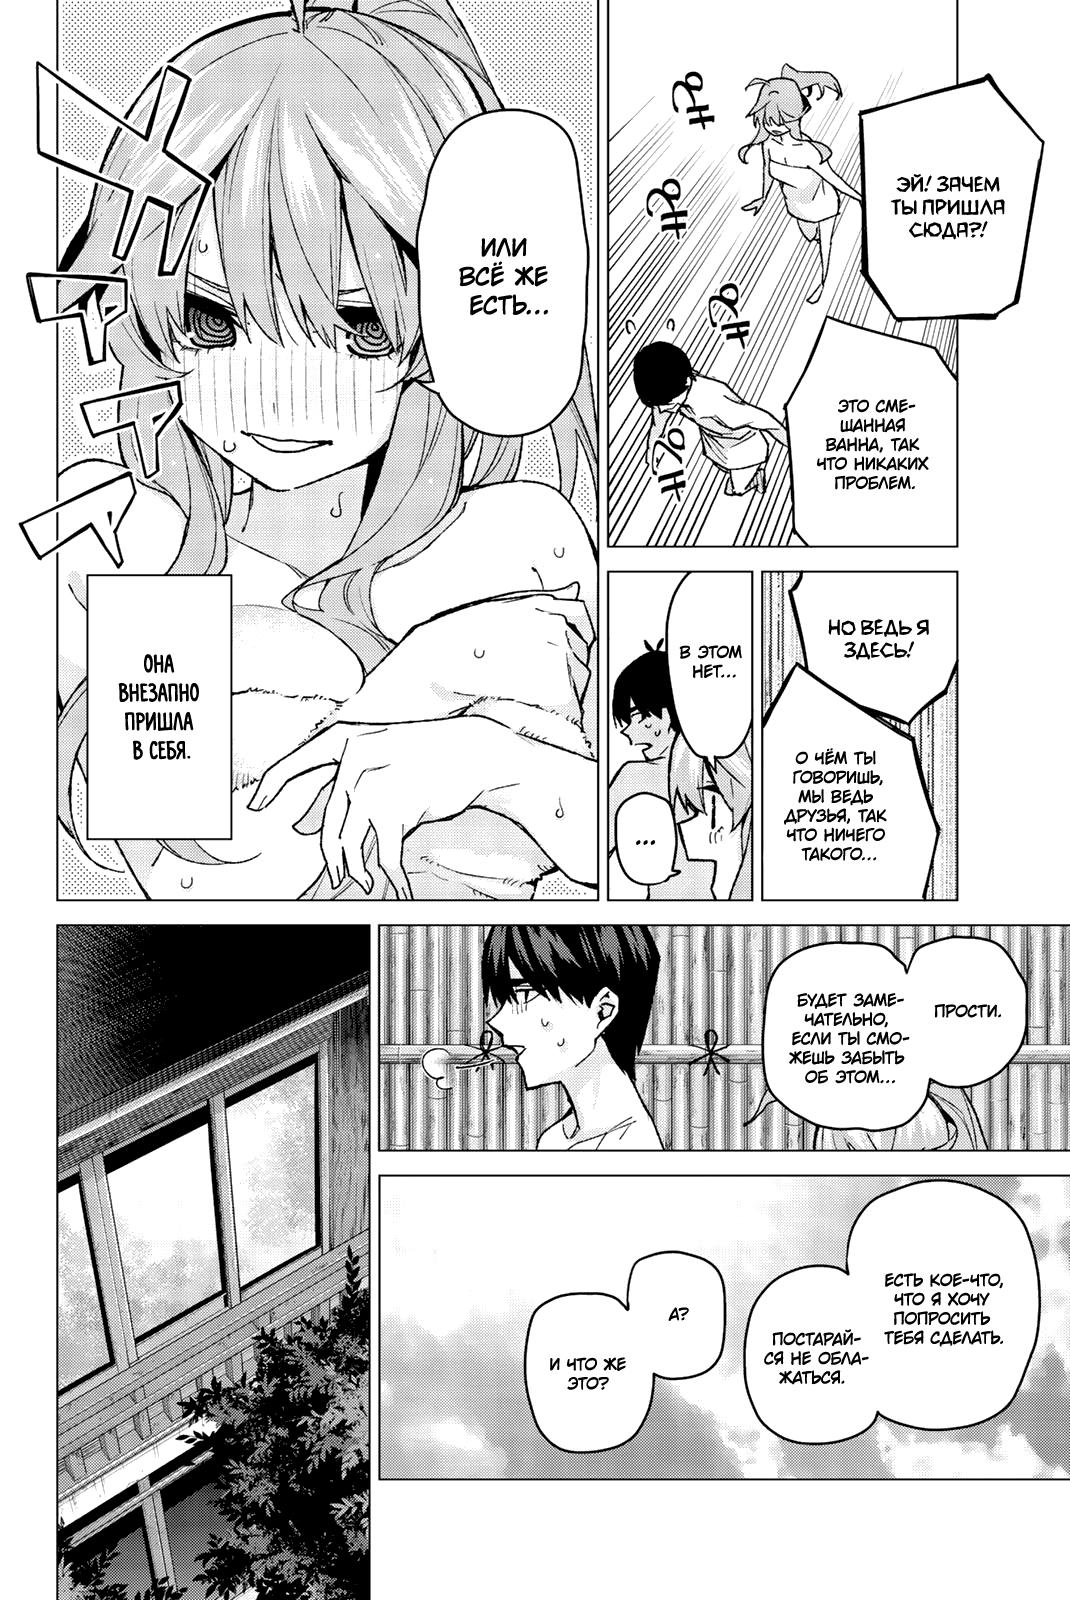 ЭЙ! ЗАЧЕМ
ТЫ ПРИШЛА
СЮДА?!
ЭТО СМЕ-
ШАННАЯ
ВАННА, ТАК
ЧТО НИКАКИХ
ПРОБЛЕМ.
НО ВЕДЬ Я
ЗДЕСЬ!
О ЧЁМ ТЫ
ГОВОРИШЬ,
МЫ ВЕДЬ
ДРУЗЬЯ, ТАК
ЧТО НИЧЕГО
ТАКОГО...
В ЭТОМ
НЕТ...
...
ИЛИ
ВСЁ ЖЕ
ЕСТЬ...
ОНА
ВНЕЗАПНО
ПРИШЛА
В СЕБЯ.
ПРОСТИ.
БУДЕТ ЗАМЕ-
ЧАТЕЛЬНО,
ЕСЛИ ТЫ СМО-
ЖЕШЬ ЗАБЫТЬ
ОБ ЭТОМ...
ЕСТЬ КОЕ-ЧТО,
ЧТО Я ХОЧУ
ПОПРОСИТЬ
ТЕБЯ СДЕЛАТЬ.
ПОСТАРАЙ-
СЯ НЕ ОБЛА-
ЖАТЬСЯ.
А?
И ЧТО ЖЕ
ЭТО?